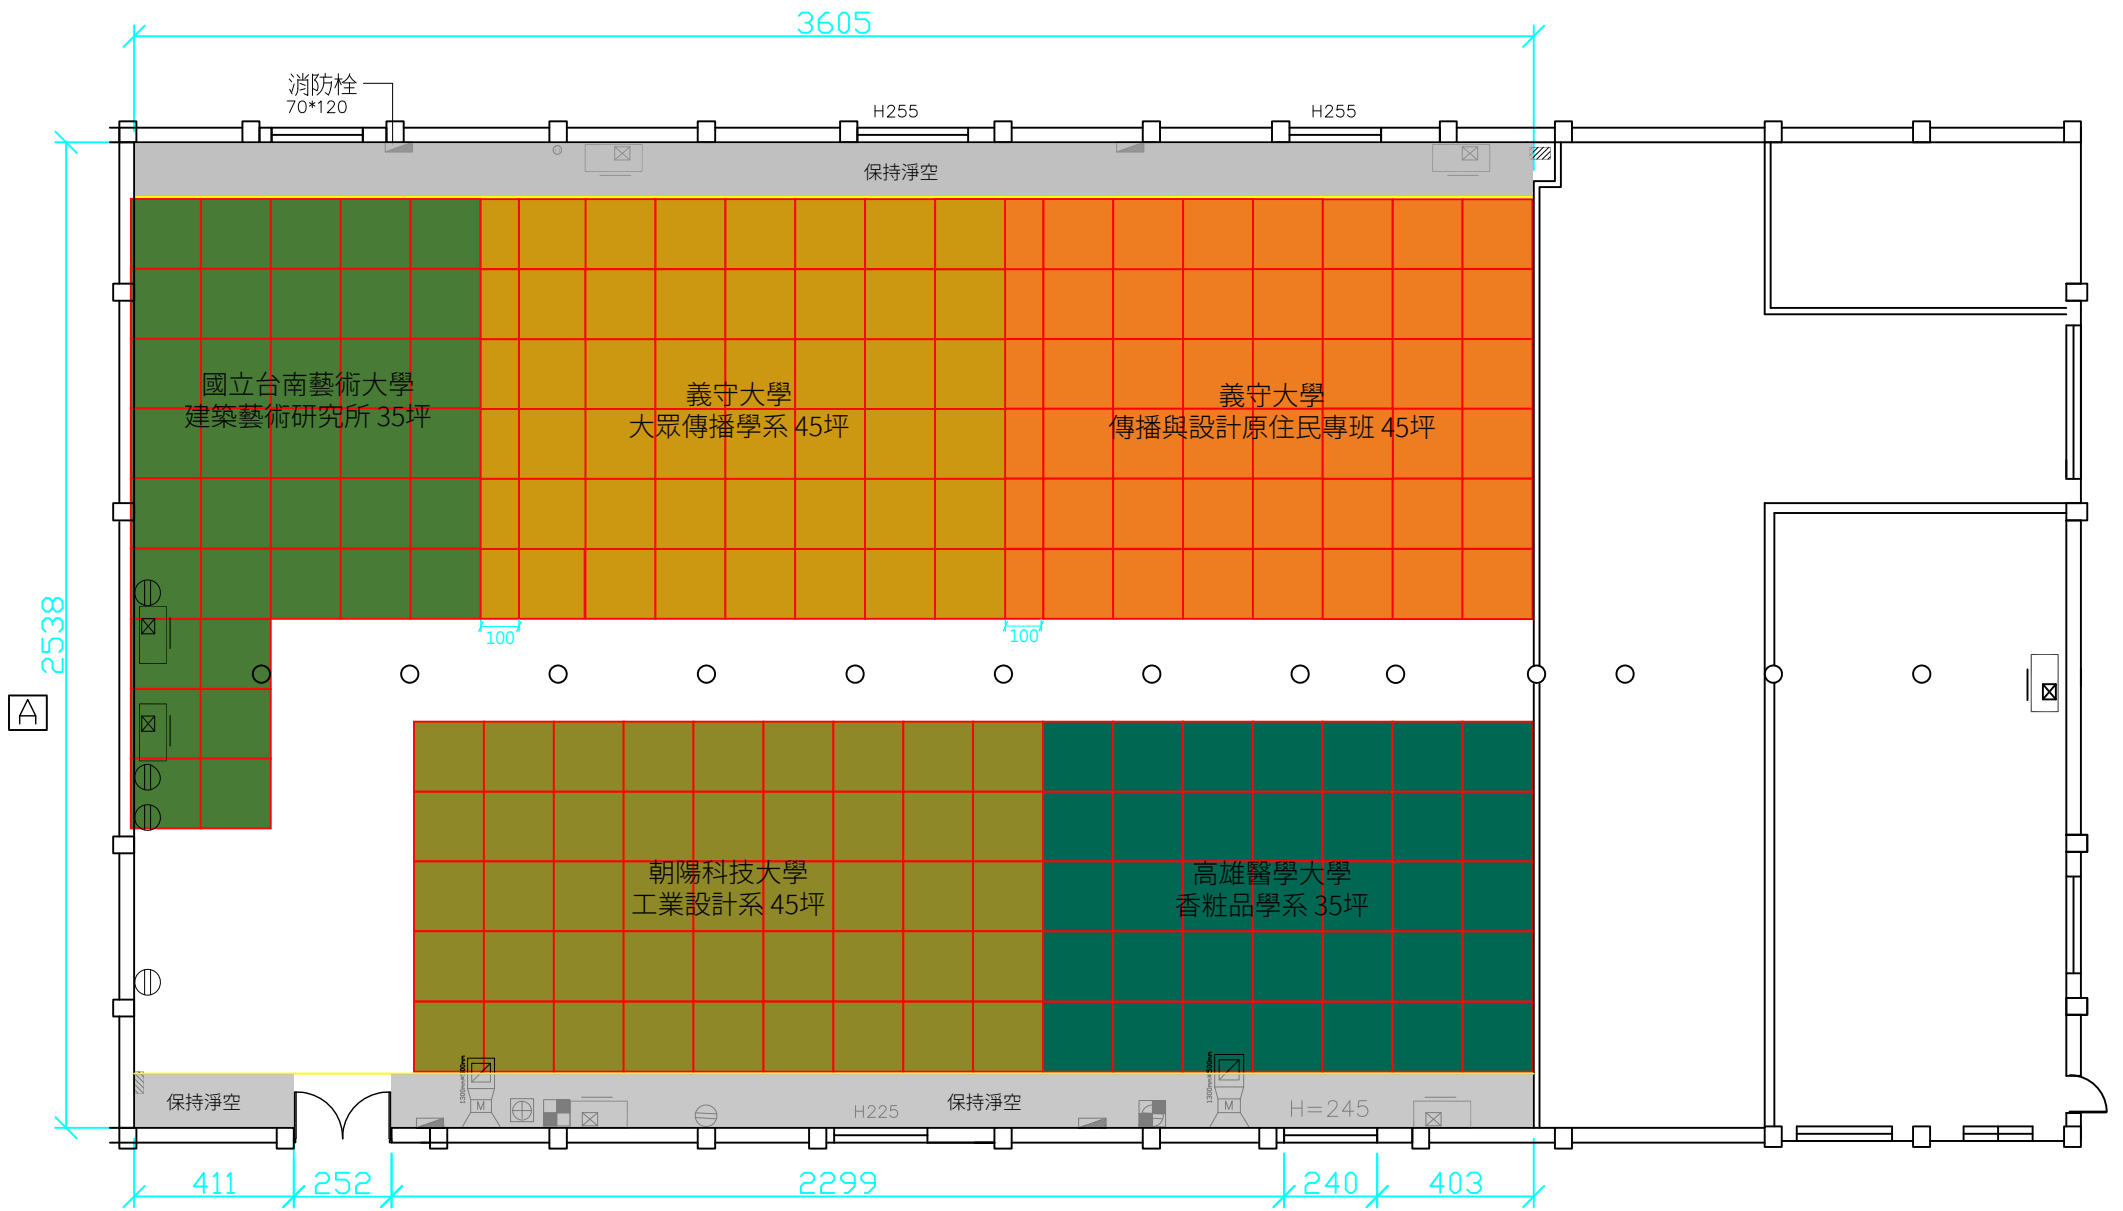 3605
消防栓
70*120
H255
H255
保持淨空
國立台南藝術大學
建築藝術研究所 35坪
義守大學
大眾傳播學系 45坪
義守大學
傳播與設計原住民專班 45坪
2538
100
100
A
朝陽科技大學
工業設計系 45坪
高雄醫學大學
香粧品學系 35坪
保持淨空
M
H225
保持淨空
M
H=245
411
252
2299
240
403